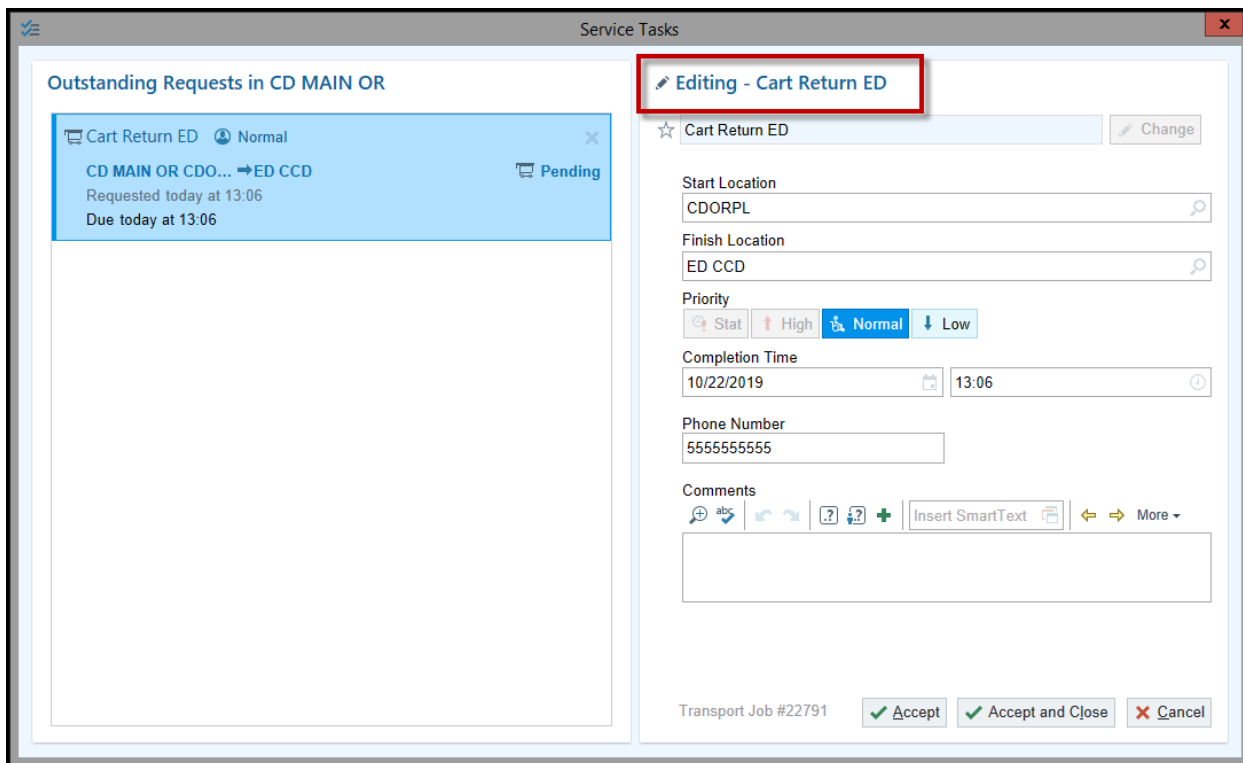 Service Tasks
x
Outstanding Requests in CD MAIN OR
Cart Return ED Normal
CD MAIN OR CDO... ➡ED CCD Pending
Requested today at 13:06
Due today at 13:06
Editing - Cart Return ED
Cart Return ED Change
Start Location
CDORPL
Finish Location
ED CCD
Priority
Stat High Normal Low
Completion Time
10/22/2019 13:06
Phone Number
5555555555
Comments
abc .? .? Insert SmartText More
Transport Job #22791 Accept Accept and Close Cancel